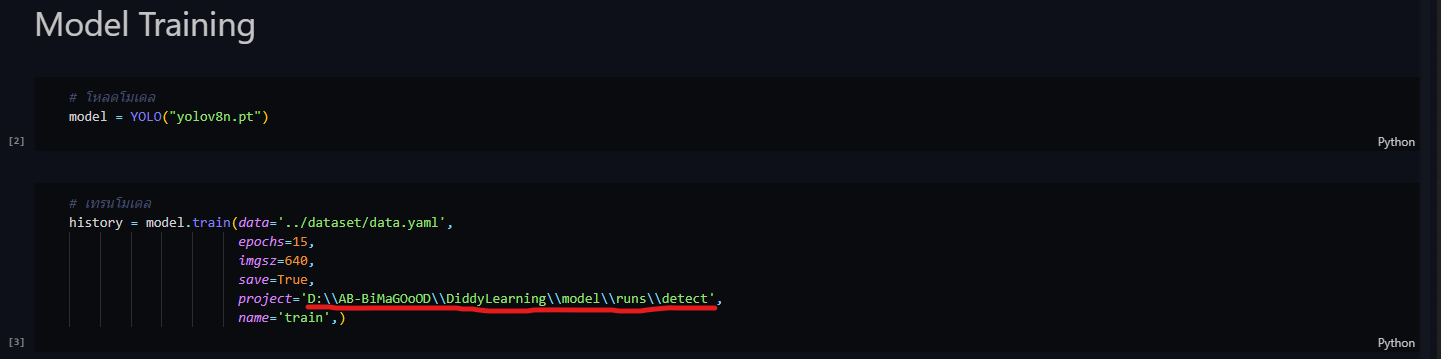 Model Training
# โหลดโมเดล
model = YOLO("yolov8n.pt")
[2]
Python
# เทรนโมเดล
history = model.train(data='../dataset/data.yaml',
epochs=15,
imgsz=640,
save=True,
project='D:\\AB-BiMaGOoOD\\DiddyLearning\\model\\runs\\detect',
name='train',)
[3]
Python